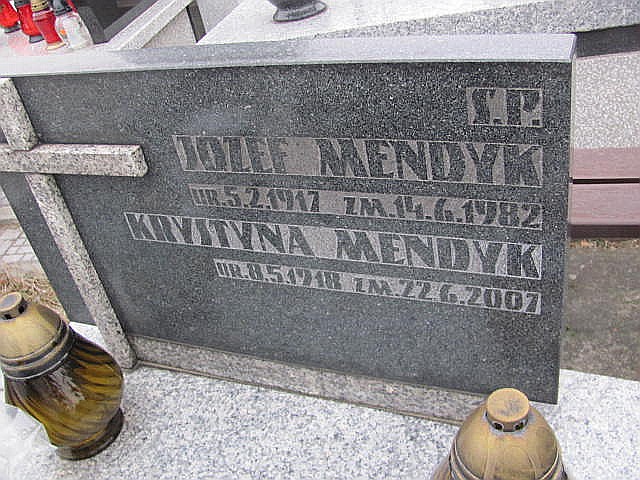 Ś.P.
JÓZEF MENDYK
UR.5.2.1917 ZM.14.6.1982
KRYSTYNA MENDYK
UR.8.5.1918 ZM.22.6.2007